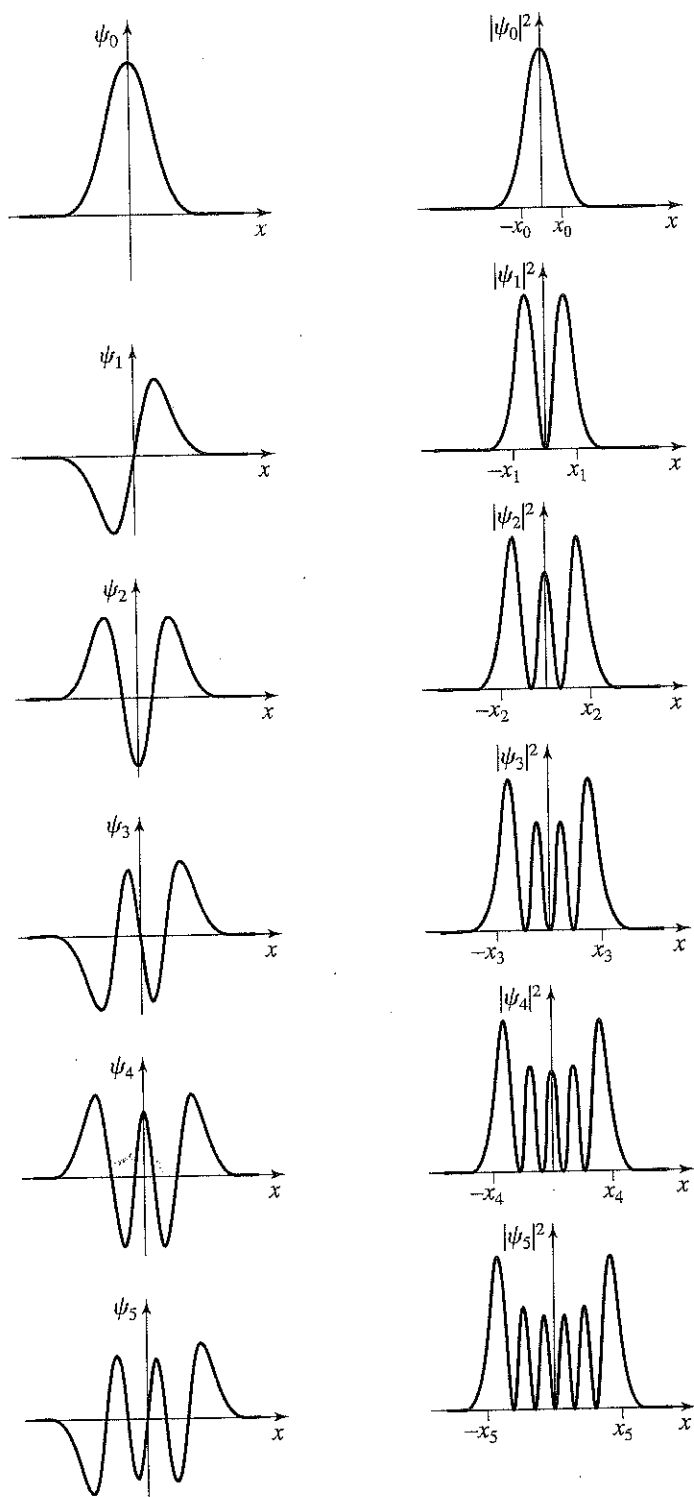 ψ₀
x
|ψ₀|²
−x₀ x₀ x
ψ₁
x
|ψ₁|²
−x₁ x₁ x
ψ₂
x
|ψ₂|²
−x₂ x₂ x
ψ₃
x
|ψ₃|²
−x₃ x₃ x
ψ₄
x
|ψ₄|²
−x₄ x₄ x
ψ₅
x
|ψ₅|²
−x₅ x₅ x